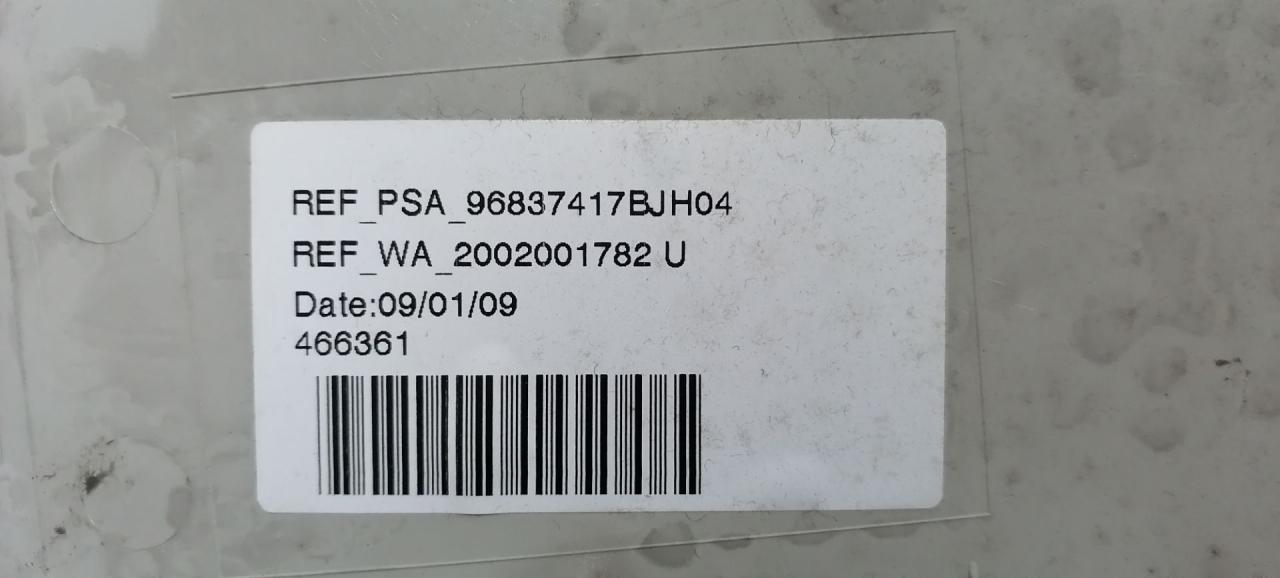 REF_PSA_96837417BJH04
REF_WA_2002001782 U
Date:09/01/09
466361